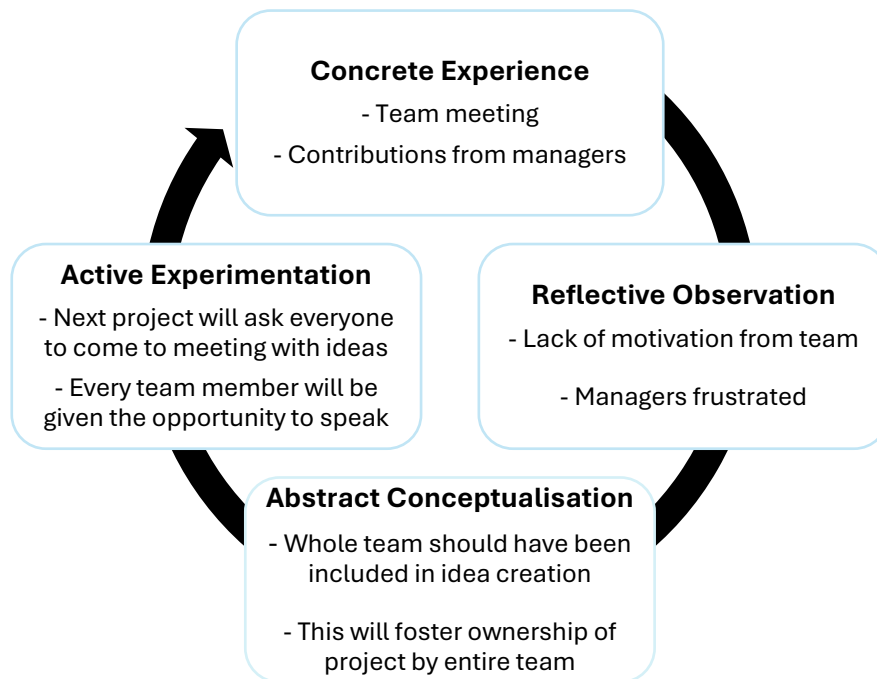 Concrete Experience
- Team meeting
- Contributions from managers
Reflective Observation
- Lack of motivation from team
- Managers frustrated
Abstract Conceptualisation
- Whole team should have been
included in idea creation
- This will foster ownership of
project by entire team
Active Experimentation
- Next project will ask everyone
to come to meeting with ideas
- Every team member will be
given the opportunity to speak